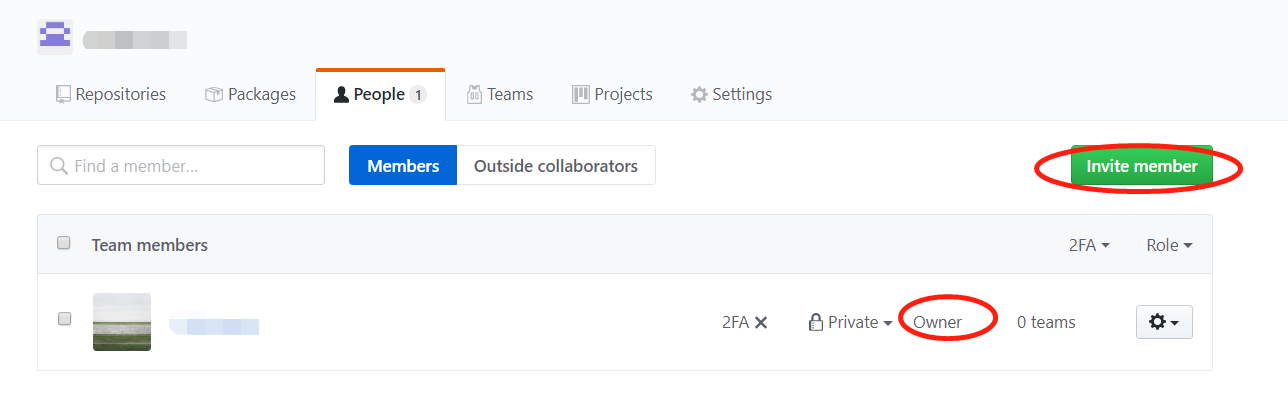 Repositories Packages People 1 Teams Projects Settings
Find a member... Members Outside collaborators Invite member
Team members 2FA Role
2FA Private Owner 0 teams